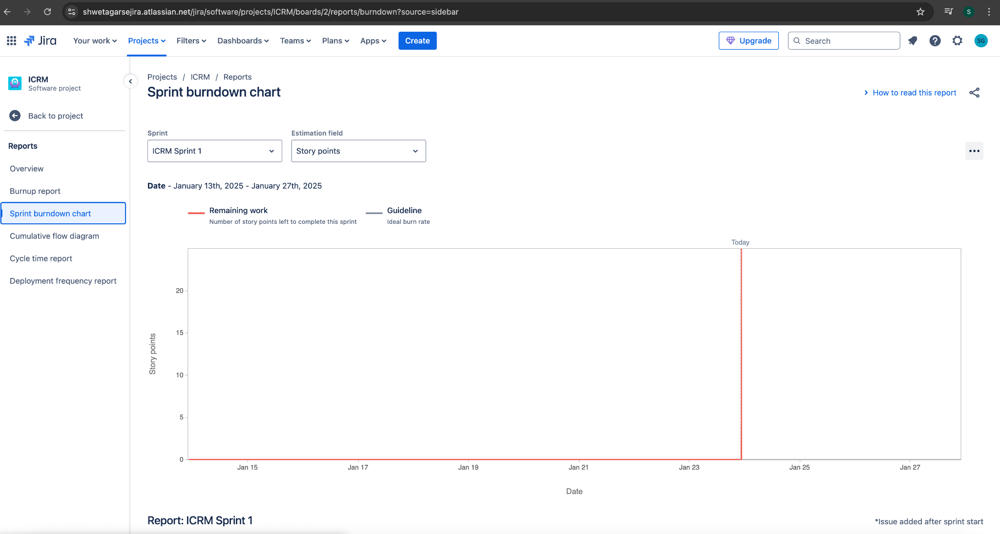 shwetagarsejira.atlassian.net/jira/software/projects/ICRM/boards/2/reports/burndown?source=sidebar
S
Jira
Your work
Projects
Filters
Dashboards
Teams
Plans
Apps
Create
Upgrade
Search
SG
ICRM
Software project
Back to project
Reports
Overview
Burnup report
Sprint burndown chart
Cumulative flow diagram
Cycle time report
Deployment frequency report
Projects / ICRM / Reports
Sprint burndown chart
How to read this report
Sprint
ICRM Sprint 1
Estimation field
Story points
Date - January 13th, 2025 - January 27th, 2025
Remaining work
Number of story points left to complete this sprint
Guideline
Ideal burn rate
Today
20
15
10
5
0
Story points
Jan 15
Jan 17
Jan 19
Jan 21
Jan 23
Jan 25
Jan 27
Date
Report: ICRM Sprint 1
*Issue added after sprint start